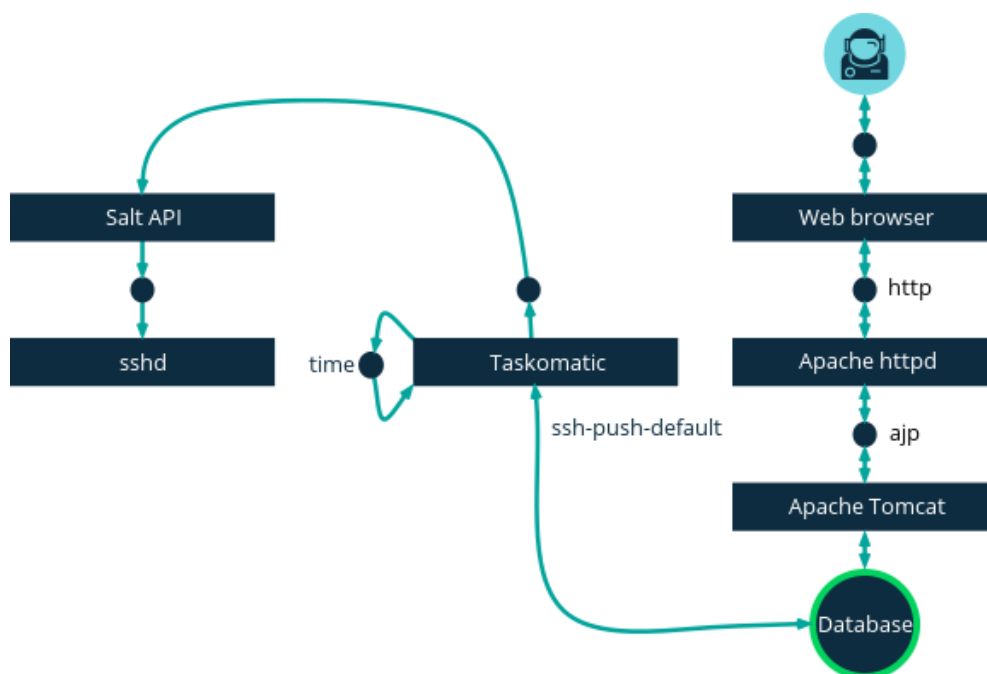 Salt API
Web browser
http
sshd
time
Taskomatic
Apache httpd
ssh-push-default
ajp
Apache Tomcat
Database